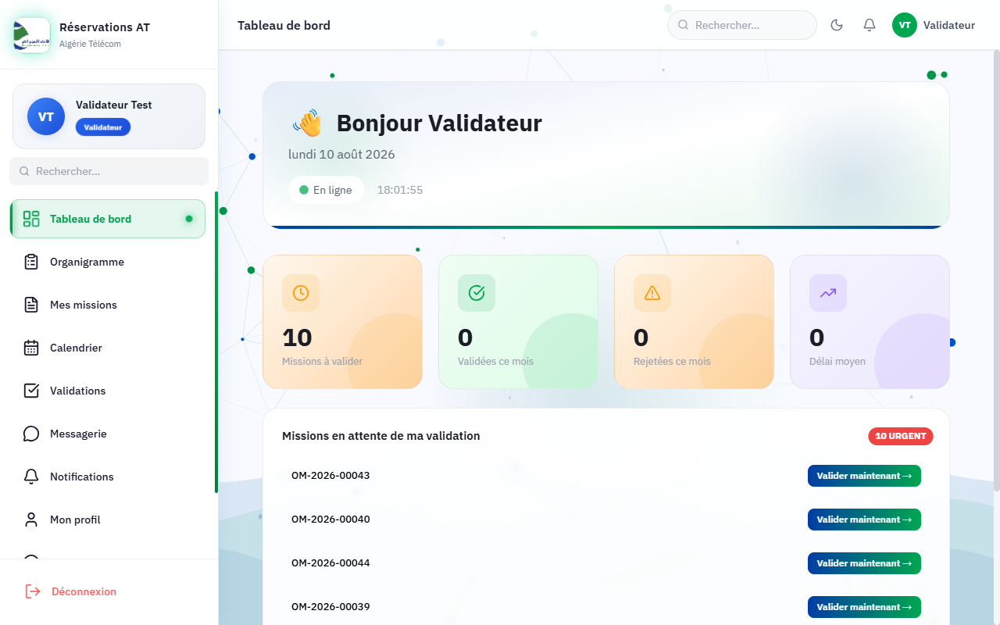 Réservations AT
Algérie Télécom
VT
Validateur Test
Validateur
Rechercher...
Tableau de bord
Organigramme
Mes missions
Calendrier
Validations
Messagerie
Notifications
Mon profil
Déconnexion
Tableau de bord
Rechercher...
VT
Validateur
Bonjour Validateur
lundi 10 août 2026
En ligne
18:01:55
10
Missions à valider
0
Validées ce mois
0
Rejetées ce mois
0
Délai moyen
Missions en attente de ma validation
10 URGENT
OM-2026-00043
Valider maintenant →
OM-2026-00040
Valider maintenant →
OM-2026-00044
Valider maintenant →
OM-2026-00039
Valider maintenant →